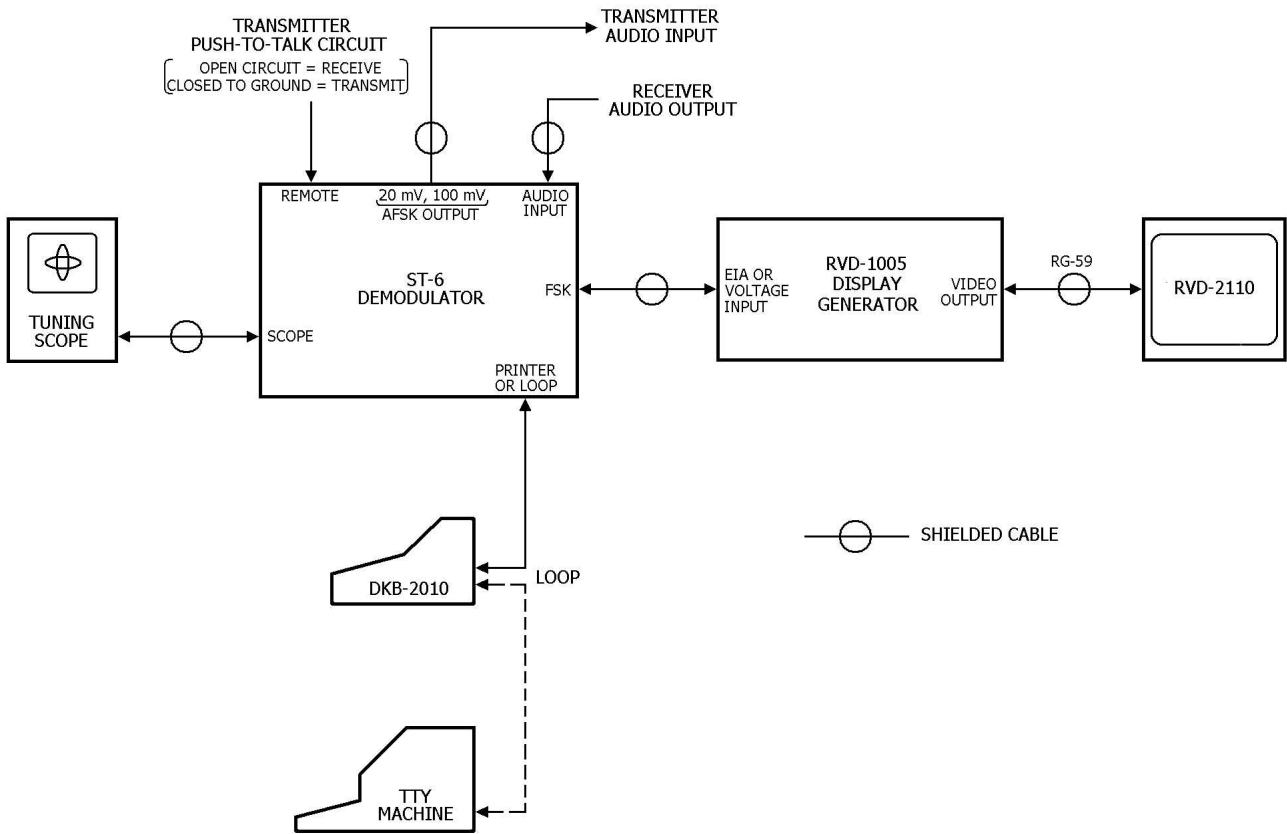 TRANSMITTER
PUSH-TO-TALK CIRCUIT
OPEN CIRCUIT = RECEIVE
CLOSED TO GROUND = TRANSMIT
TRANSMITTER
AUDIO INPUT
RECEIVER
AUDIO OUTPUT
REMOTE
20 mV, 100 mV
AFSK OUTPUT
AUDIO
INPUT
ST-6
DEMODULATOR
FSK
SCOPE
PRINTER
OR LOOP
TUNING
SCOPE
EIA OR
VOLTAGE
INPUT
RVD-1005
DISPLAY
GENERATOR
VIDEO
OUTPUT
RG-59
RVD-2110
SHIELDED CABLE
DKB-2010
LOOP
TTY
MACHINE